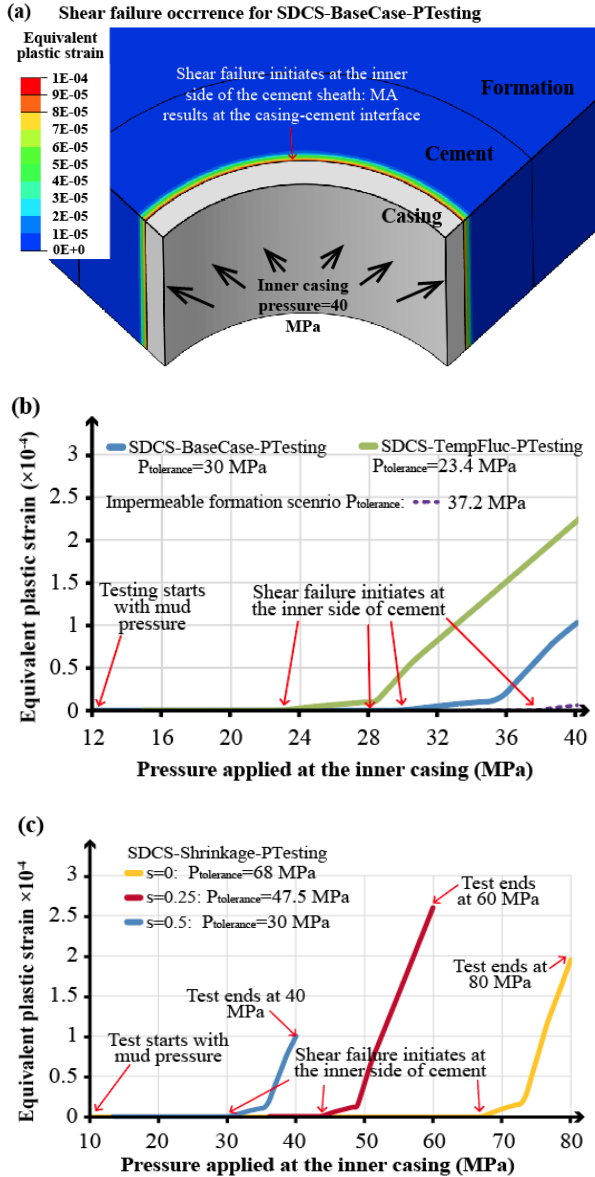 (a) Shear failure occrrence for SDCS-BaseCase-PTesting
Equivalent
plastic strain
1E-04
9E-05
8E-05
7E-05
6E-05
5E-05
4E-05
3E-05
2E-05
1E-05
0E+0
Shear failure initiates at the inner
side of the cement sheath: MA
results at the casing-cement interface
Formation
Cement
Casing
Inner casing
pressure=40
MPa
(b)
Equivalent plastic strain (×10⁻⁴)
SDCS-BaseCase-PTesting
Ptolerance=30 MPa
SDCS-TempFluc-PTesting
Ptolerance=23.4 MPa
Impermeable formation scenrio Ptolerance: 37.2 MPa
Testing starts
with mud
pressure
Shear failure initiates at
the inner side of cement
3
2.5
2
1.5
1
0.5
0
12 16 20 24 28 32 36 40
Pressure applied at the inner casing (MPa)
(c)
Equivalent plastic strain ×10⁻⁴
SDCS-Shrinkage-PTesting
s=0: Ptolerance=68 MPa
s=0.25: Ptolerance=47.5 MPa
s=0.5: Ptolerance=30 MPa
Test ends
at 60 MPa
Test ends at
80 MPa
Test ends at 40
MPa
Test starts with
mud pressure
Shear failure initiates at
the inner side of cement
3
2.5
2
1.5
1
0.5
0
10 20 30 40 50 60 70 80
Pressure applied at the inner casing (MPa)